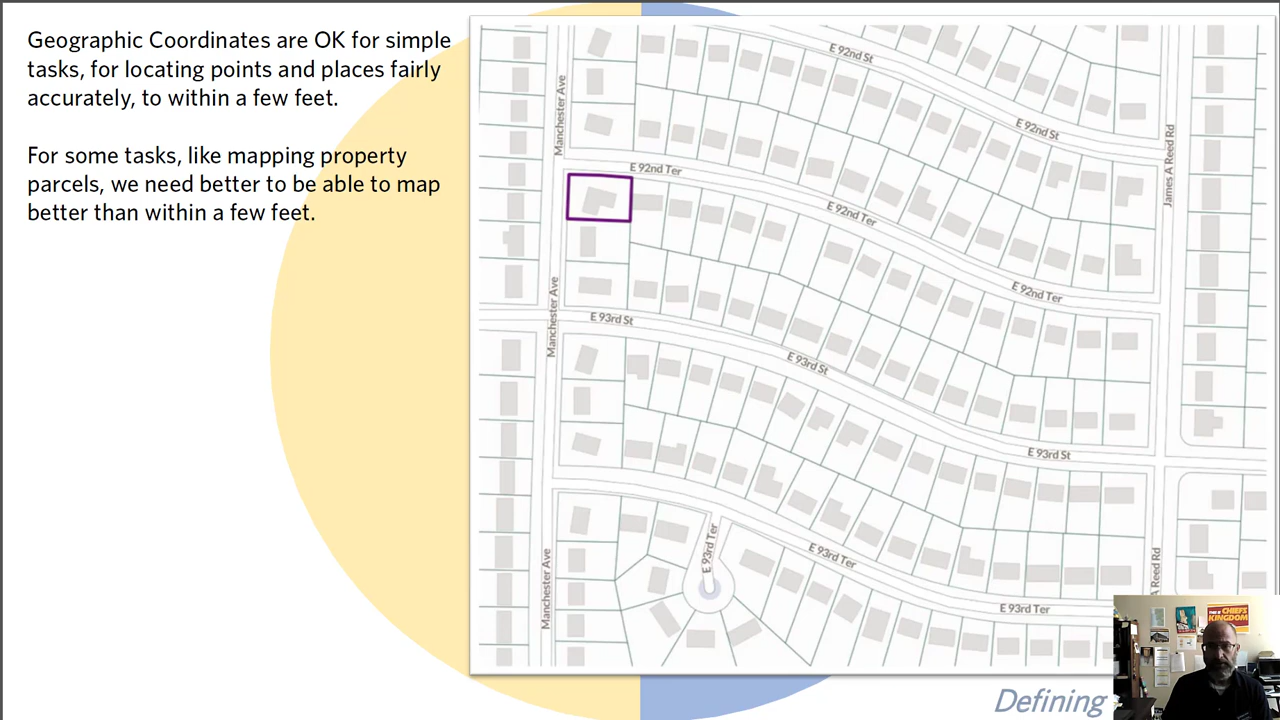 Geographic Coordinates are OK for simple
tasks, for locating points and places fairly
accurately, to within a few feet.
For some tasks, like mapping property
parcels, we need better to be able to map
better than within a few feet.
E 92nd St
E 92nd St
Manchester Ave
James A Reed Rd
E 92nd Ter
E 92nd Ter
E 92nd Ter
Manchester Ave
E 93rd St
E 93rd St
E 93rd St
E 93rd Ter
E 93rd Ter
Manchester Ave
A Reed Rd
E 93rd Ter
CHIEFS
KINGDOM
Defining